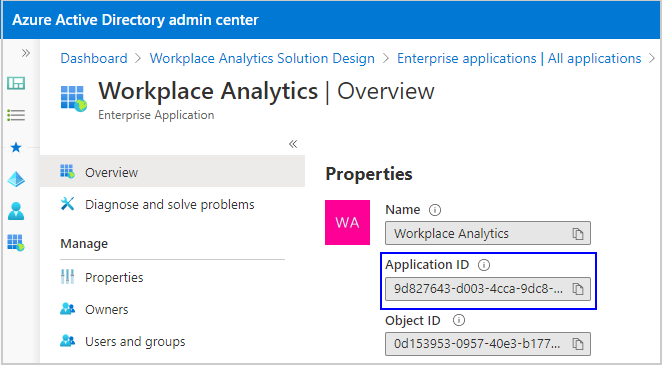 Azure Active Directory admin center
Dashboard > Workplace Analytics Solution Design > Enterprise applications | All applications >
Workplace Analytics | Overview
Enterprise Application
Overview
Diagnose and solve problems
Manage
Properties
Owners
Users and groups
Properties
WA
Name
Workplace Analytics
Application ID
9d827643-d003-4cca-9dc8-...
Object ID
0d153953-0957-40e3-b177...